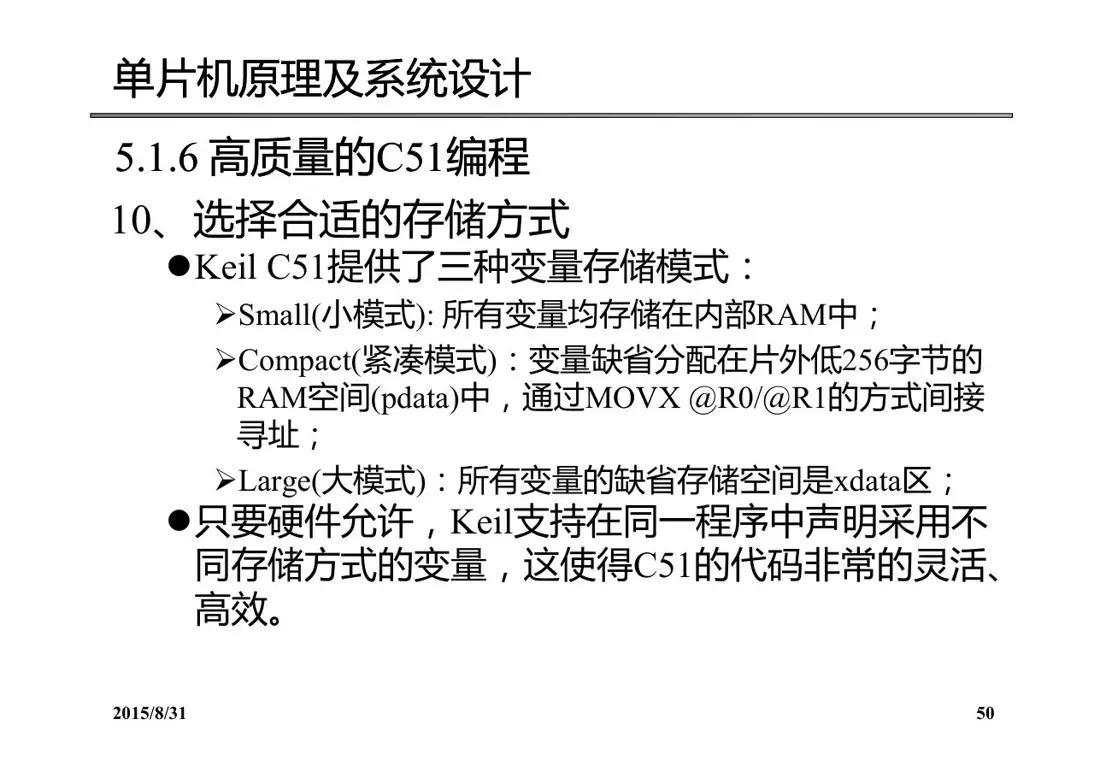 单片机原理及系统设计
5.1.6 高质量的C51编程
10、选择合适的存储方式
●Keil C51提供了三种变量存储模式：
➢Small(小模式): 所有变量均存储在内部RAM中；
➢Compact(紧凑模式)：变量缺省分配在片外低256字节的
RAM空间(pdata)中，通过MOVX @R0/@R1的方式间接
寻址；
➢Large(大模式)：所有变量的缺省存储空间是xdata区；
●只要硬件允许，Keil支持在同一程序中声明采用不
同存储方式的变量，这使得C51的代码非常的灵活、
高效。
2015/8/31
50